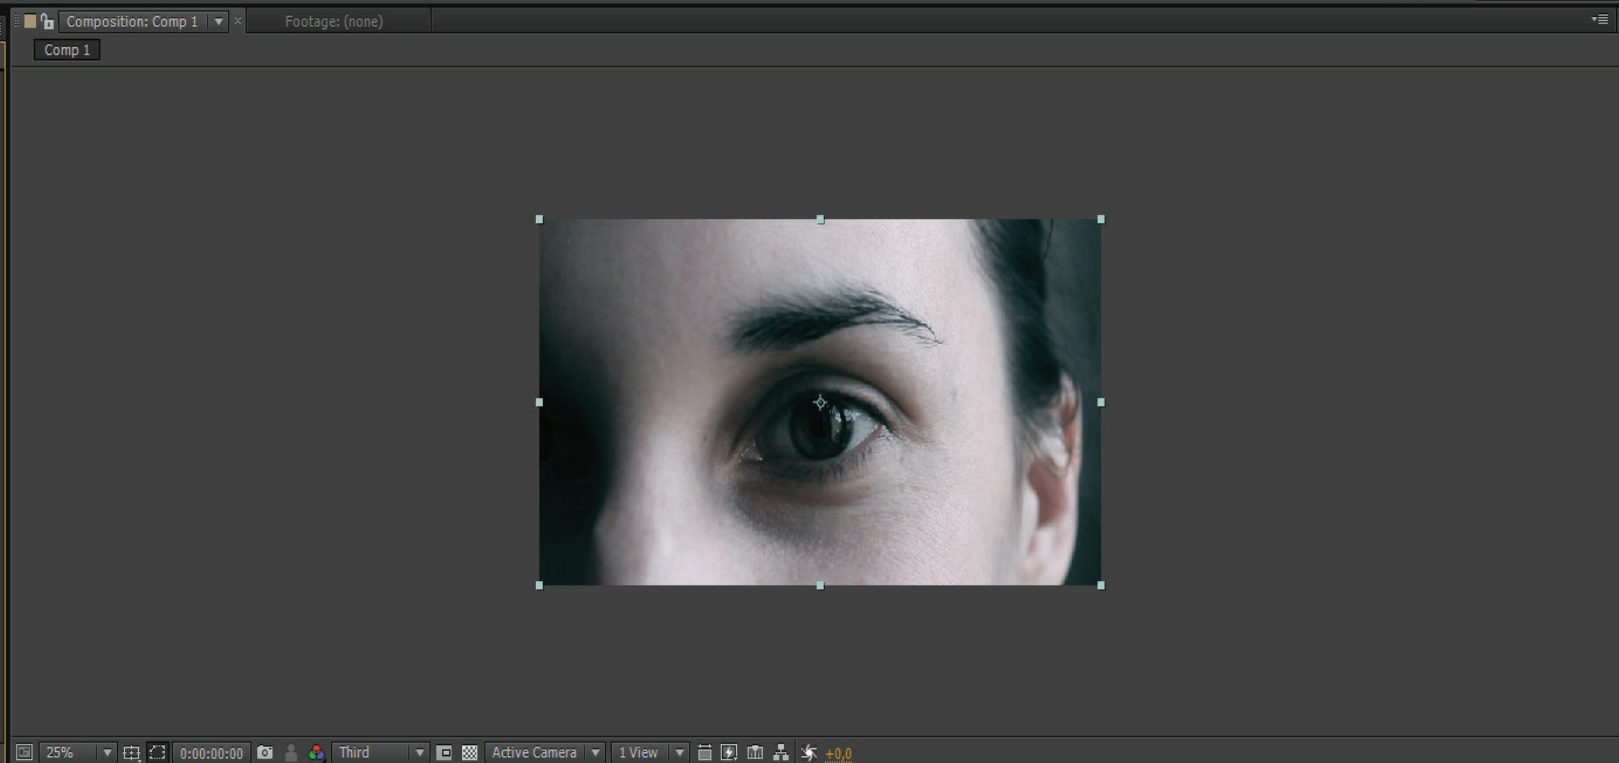 Composition: Comp 1
Footage: (none)
Comp 1
25%
0:00:00:00
Third
Active Camera
1 View
+0,0